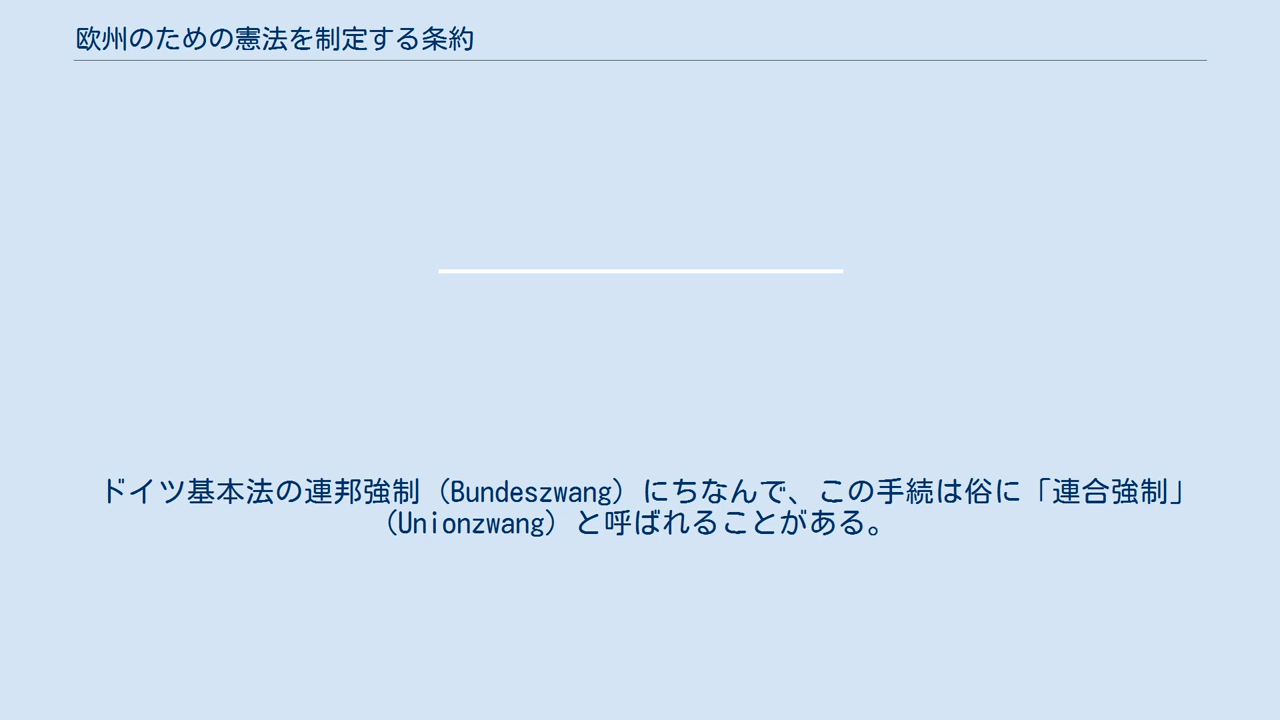 欧州のための憲法を制定する条約
ドイツ基本法の連邦強制（Bundeszwang）にちなんで、この手続は俗に「連合強制」
（Unionzwang）と呼ばれることがある。